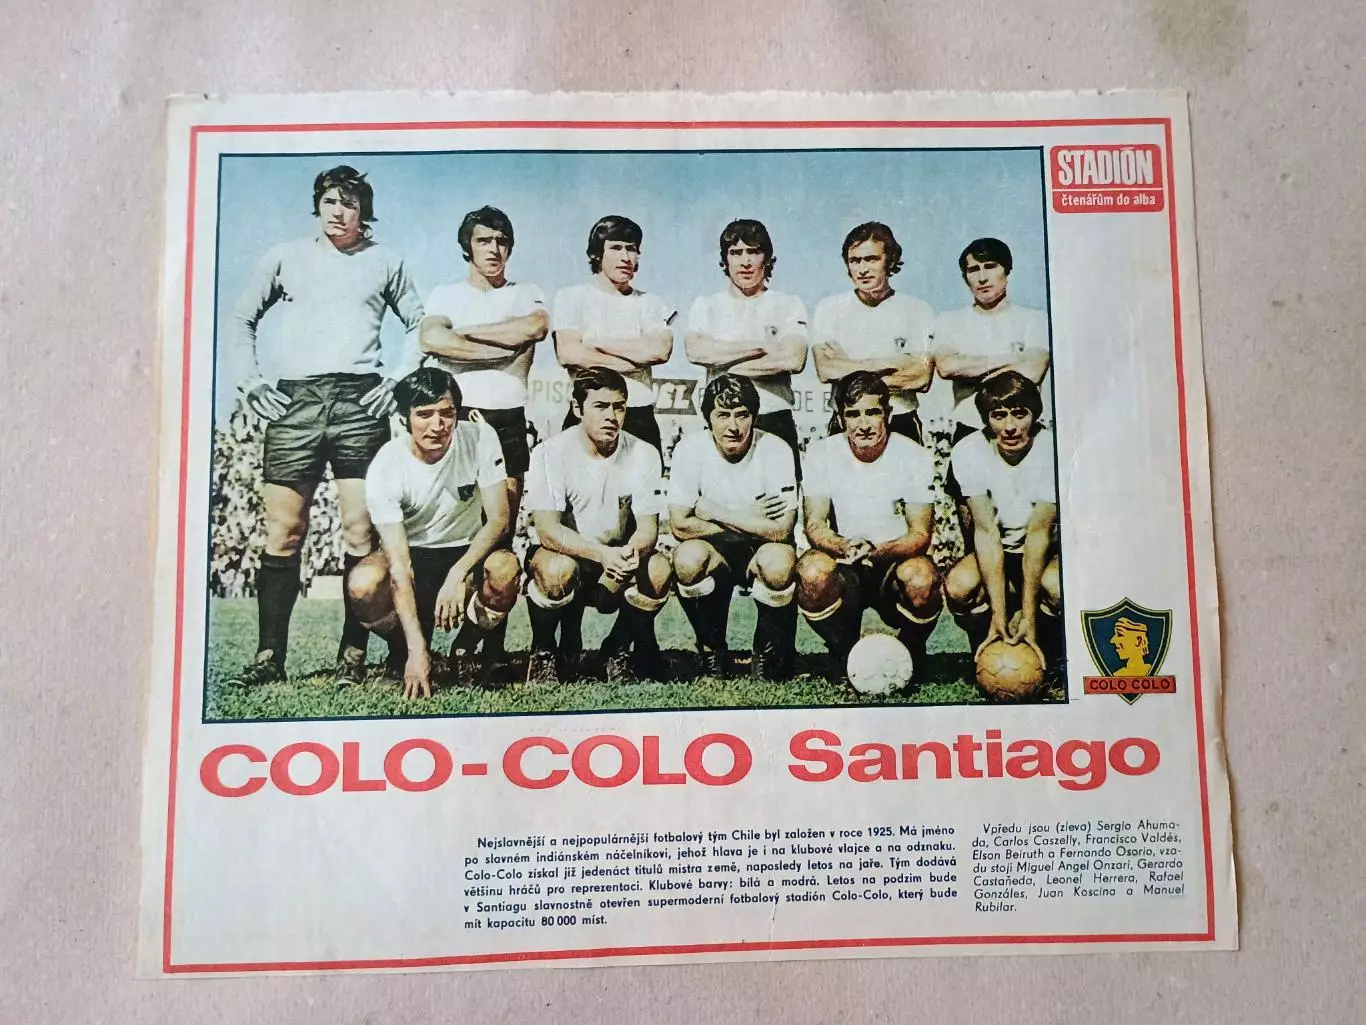 STADIÓN
čtenářům do alba
PISC
EL
DE
COLO COLO
COLO-COLO Santiago
Nejslavnější a nejpopulárnější fotbalový tým Chile byl založen v roce 1925. Má jméno
po slavném indiánském náčelníkovi, jehož hlava je i na klubové vlajce a na odznaku.
Colo-Colo získal již jedenáct titulů mistra země, naposledy letos na jaře. Tým dodává
většinu hráčů pro reprezentaci. Klubové barvy: bílá a modrá. Letos na podzim bude
v Santiagu slavnostně otevřen supermoderní fotbalový stadión Colo-Colo, který bude
mít kapacitu 80 000 míst.
Vpředu jsou (zleva) Sergio Ahuma-
da, Carlos Caszelly, Francisco Valdés,
Elson Beiruth a Fernando Osorio, vza-
du stojí Miguel Angel Onzari, Gerardo
Castañeda, Leonel Herrera, Rafael
Gonzáles, Juan Koscina a Manuel
Rubilar.